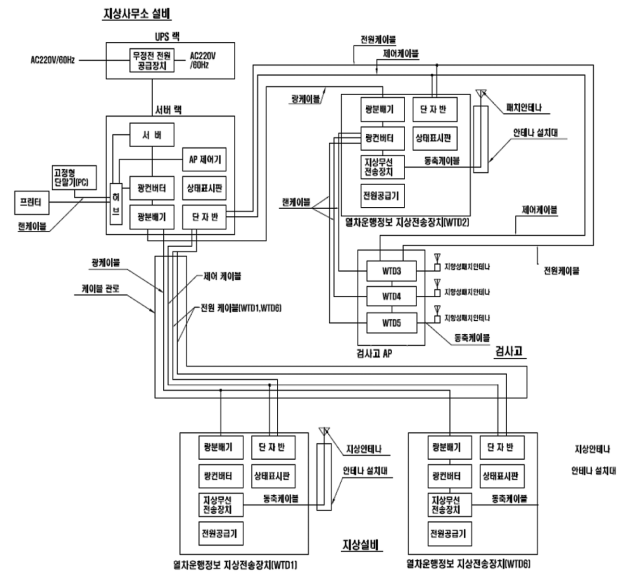 지상사무소 설비
UPS 랙
AC220V/60Hz
무정전 전원
공급장치
AC220V
/60Hz
서버 랙
서 버
AP 제어기
고정형
단말기(PC)
프린터
허브
랜케이블
광컨버터
상태표시판
광분배기
단 자 반
전원케이블
제어케이블
광케이블
광분배기
단 자 반
광컨버터
상태표시판
지상무선
전송장치
동축케이블
전원공급기
패치안테나
안테나 설치대
랜케이블
열차운행정보 지상전송장치(WTD2)
제어케이블
전원케이블
WTD3
지향성패치안테나
WTD4
지향성패치안테나
WTD5
지향성패치안테나
동축케이블
검사고 AP
검사고
광케이블
제어 케이블
케이블 관로
전원 케이블(WTD1,WTD6)
광분배기
단 자 반
광컨버터
상태표시판
지상무선
전송장치
동축케이블
전원공급기
지상안테나
안테나 설치대
열차운행정보 지상전송장치(WTD1)
지상설비
광분배기
단 자 반
광컨버터
상태표시판
지상무선
전송장치
동축케이블
전원공급기
지상안테나
안테나 설치대
열차운행정보 지상전송장치(WTD6)